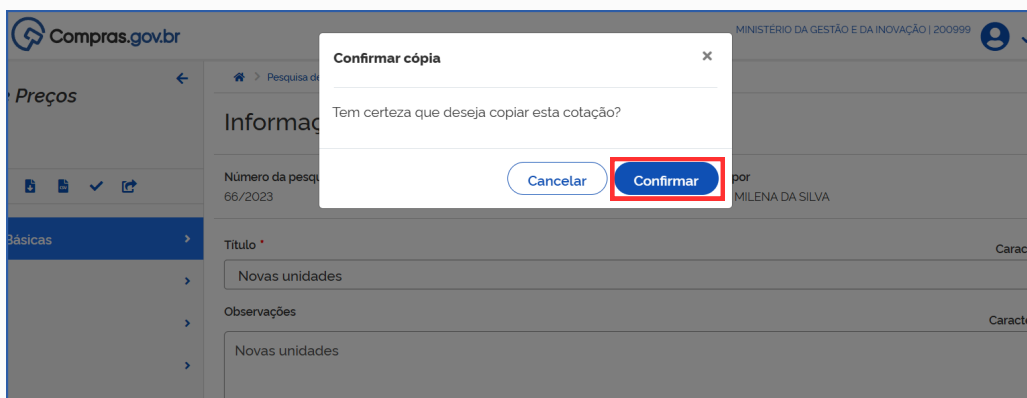 Compras.gov.br
MINISTÉRIO DA GESTÃO E DA INOVAÇÃO | 200999
Confirmar cópia
×
Preços
Pesquisa de
Tem certeza que deseja copiar esta cotação?
Informaç
Cancelar
Confirmar
Número da pesqu
por
66/2023
MILENA DA SILVA
Básicas
Título *
Carac
Novas unidades
Observações
Caracte
Novas unidades